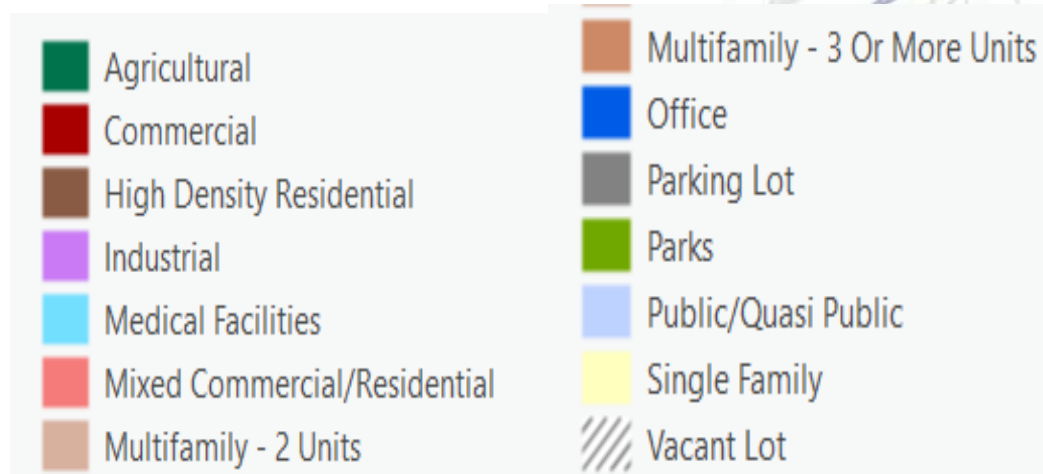 Agricultural
Commercial
High Density Residential
Industrial
Medical Facilities
Mixed Commercial/Residential
Multifamily - 2 Units
Multifamily - 3 Or More Units
Office
Parking Lot
Parks
Public/Quasi Public
Single Family
Vacant Lot